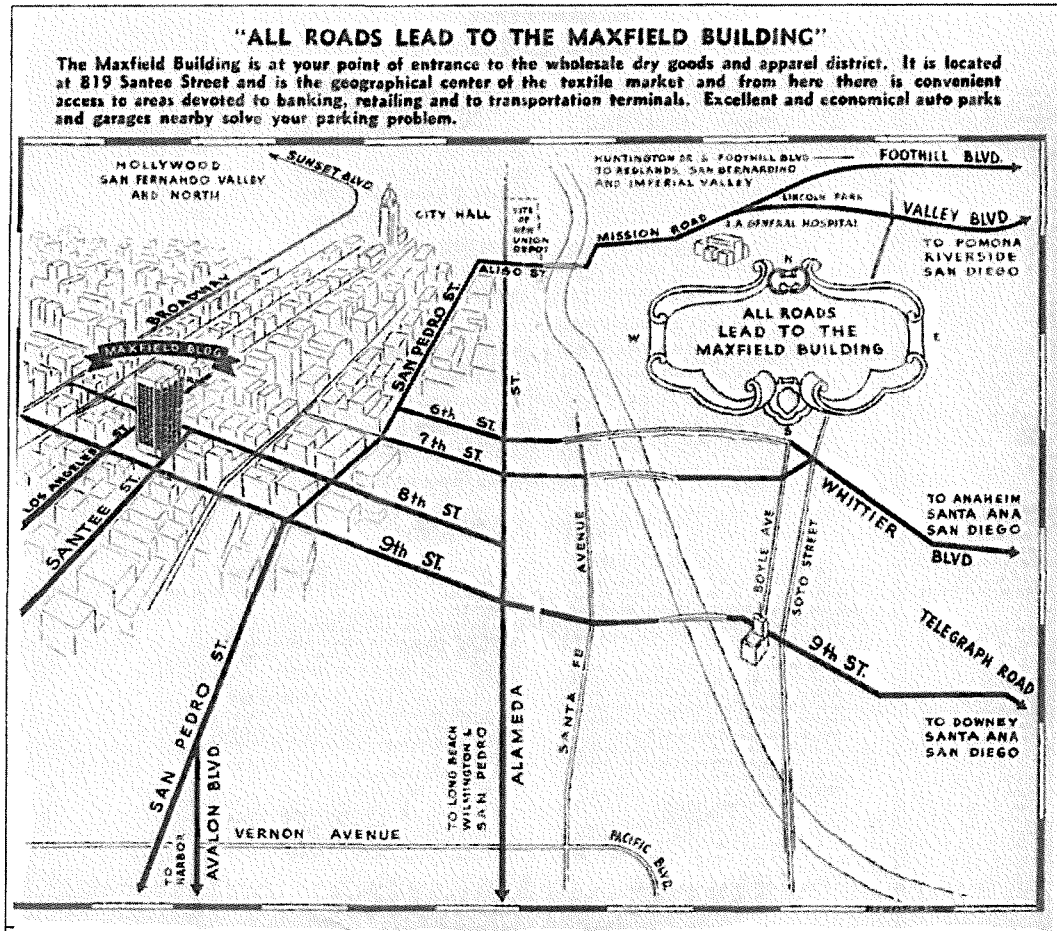 "ALL ROADS LEAD TO THE MAXFIELD BUILDING"
The Maxfield Building is at your point of entrance to the wholesale dry goods and apparel district. It is located
at 819 Santee Street and is the geographical center of the textile market and from here there is convenient
access to areas devoted to banking, retailing and to transportation terminals. Excellent and economical auto parks
and garages nearby solve your parking problem.
HOLLYWOOD
SAN FERNANDO VALLEY
AND NORTH
SUNSET BLVD.
CITY HALL
SITE
OF
NEW
UNION
DEPOT
HUNTINGTON DR. & FOOTHILL BLVD
TO REDLANDS, SAN BERNARDINO
AND IMPERIAL VALLEY
FOOTHILL BLVD.
LINCOLN PARK
VALLEY BLVD.
MISSION ROAD
L.A GENERAL HOSPITAL
TO POMONA
RIVERSIDE
SAN DIEGO
ALISO ST.
BROADWAY
SAN PEDRO ST.
MAXFIELD BLDG
N
W
E
S
ALL ROADS
LEAD TO THE
MAXFIELD BUILDING
ST
6th ST.
7th ST.
8th ST
9th ST.
LOS ANGELES ST.
SANTEE ST.
WHITTIER
BLVD
TO ANAHEIM
SANTA ANA
SAN DIEGO
AVENUE
BOYLE AVE
SOTO STREET
9th ST.
TELEGRAPH ROAD
TO DOWNEY
SANTA ANA
SAN DIEGO
SANTA FE
SAN PEDRO ST.
AVALON BLVD.
TO
HARBOR
VERNON AVENUE
TO LONG BEACH
WILMINGTON &
SAN PEDRO
ALAMEDA
PACIFIC BLVD.